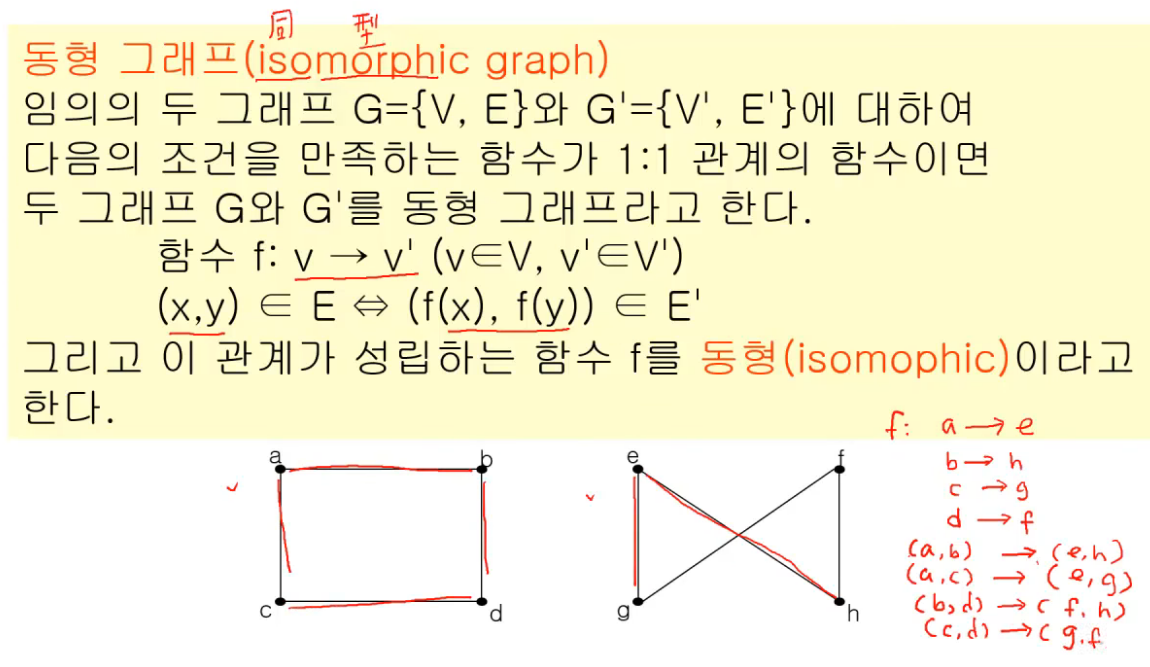 同 型
동형 그래프(isomorphic graph)
임의의 두 그래프 G={V, E}와 G'={V', E'}에 대하여
다음의 조건을 만족하는 함수가 1:1 관계의 함수이면
두 그래프 G와 G'를 동형 그래프라고 한다.
함수 f: v → v' (v∈V, v'∈V')
(x,y) ∈ E ⇔ (f(x), f(y)) ∈ E'
그리고 이 관계가 성립하는 함수 f를 동형(isomophic)이라고
한다.
f: a → e
b → h
c → g
d → f
(a,b) → (e,h)
(a,c) → (e,g)
(b,d) → ( f,h)
(c,d) → ( g.f
a b
c d
e f
g h